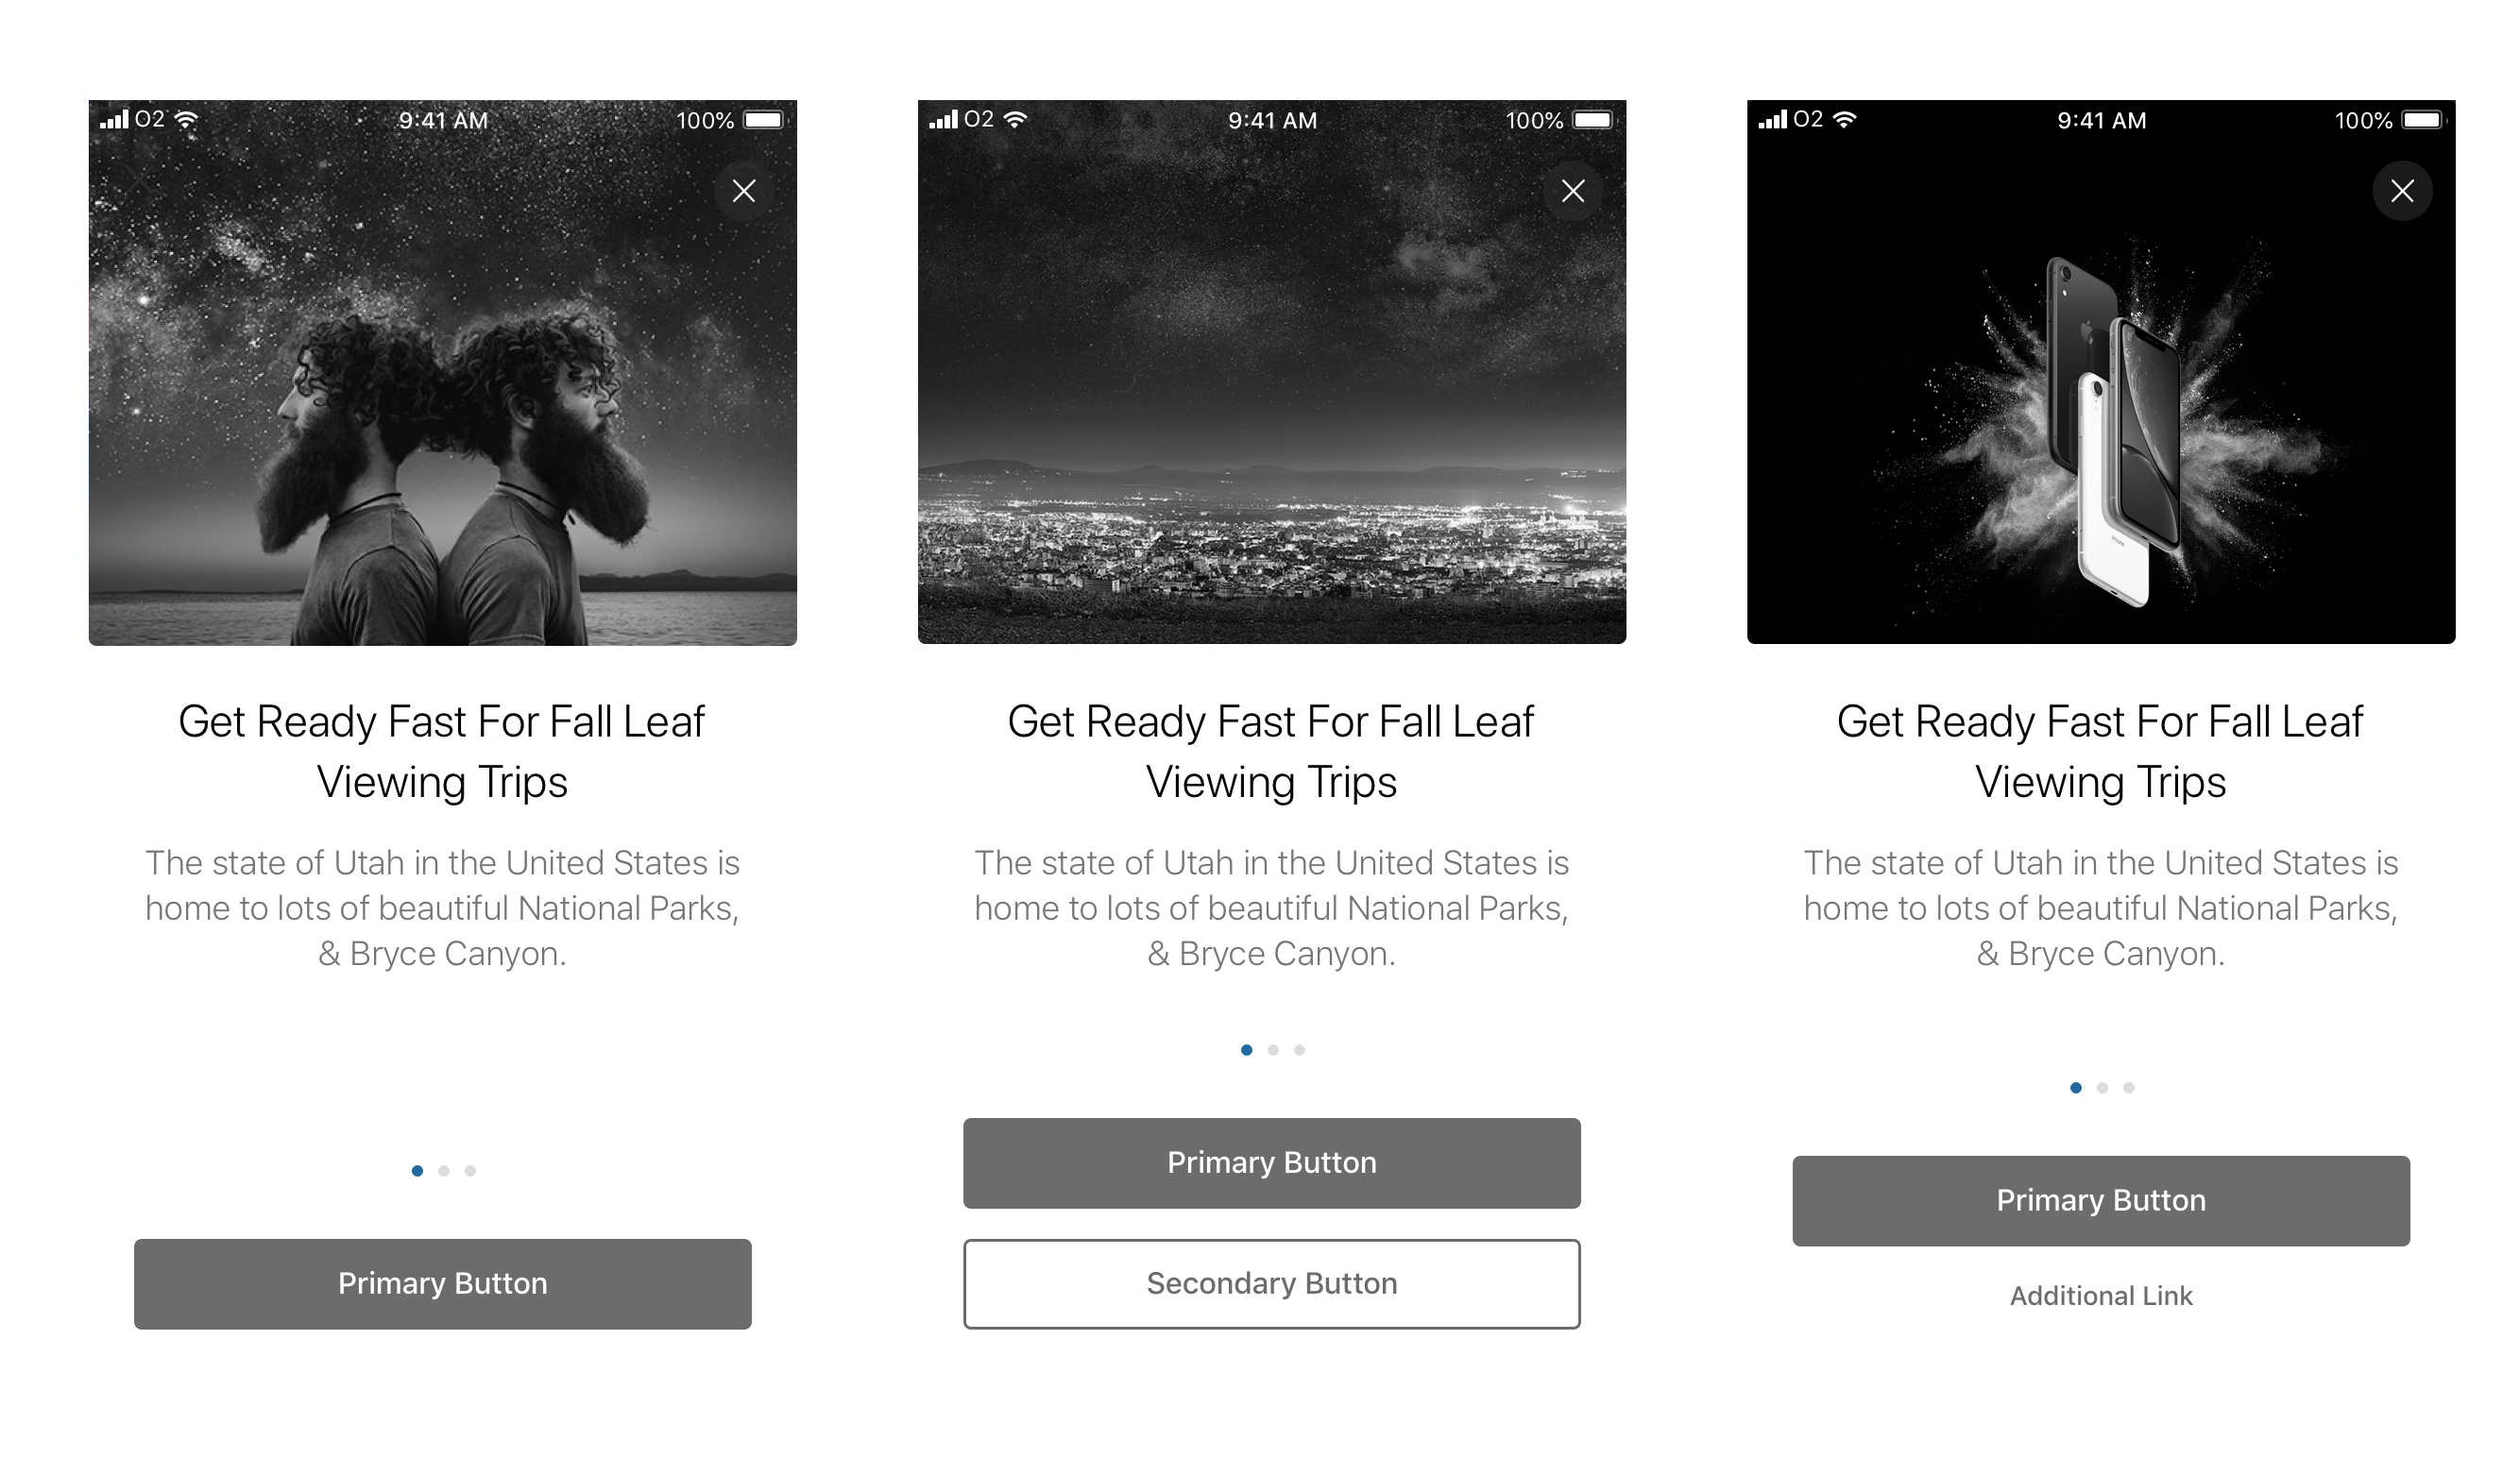 O2 9:41 AM 100%
Get Ready Fast For Fall Leaf
Viewing Trips
The state of Utah in the United States is
home to lots of beautiful National Parks,
& Bryce Canyon.
Primary Button
O2 9:41 AM 100%
Get Ready Fast For Fall Leaf
Viewing Trips
The state of Utah in the United States is
home to lots of beautiful National Parks,
& Bryce Canyon.
Primary Button
Secondary Button
O2 9:41 AM 100%
iPhone
Get Ready Fast For Fall Leaf
Viewing Trips
The state of Utah in the United States is
home to lots of beautiful National Parks,
& Bryce Canyon.
Primary Button
Additional Link